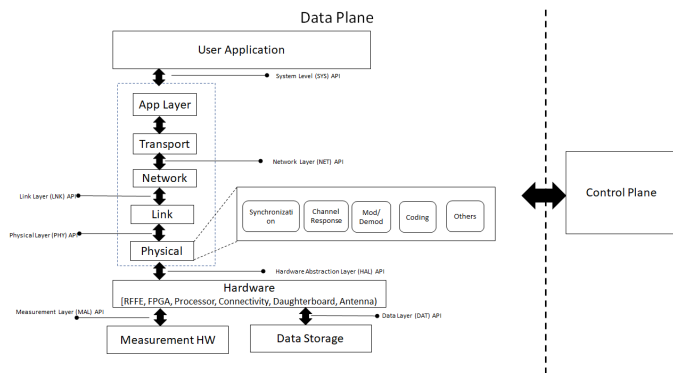 Data Plane
User Application
System Level (SYS) API
App Layer
Transport
Network Layer (NET) API
Network
Link Layer (LNK) API
Link
Physical Layer (PHY) API
Physical
Synchronizati
on
Channel
Response
Mod/
Demod
Coding
Others
Control Plane
Hardware Abstraction Layer (HAL) API
Hardware
[RFFE, FPGA, Processor, Connectivity, Daughterboard, Antenna)
Measurement Layer (MAL) API
Data Layer (DAT) API
Measurement HW
Data Storage